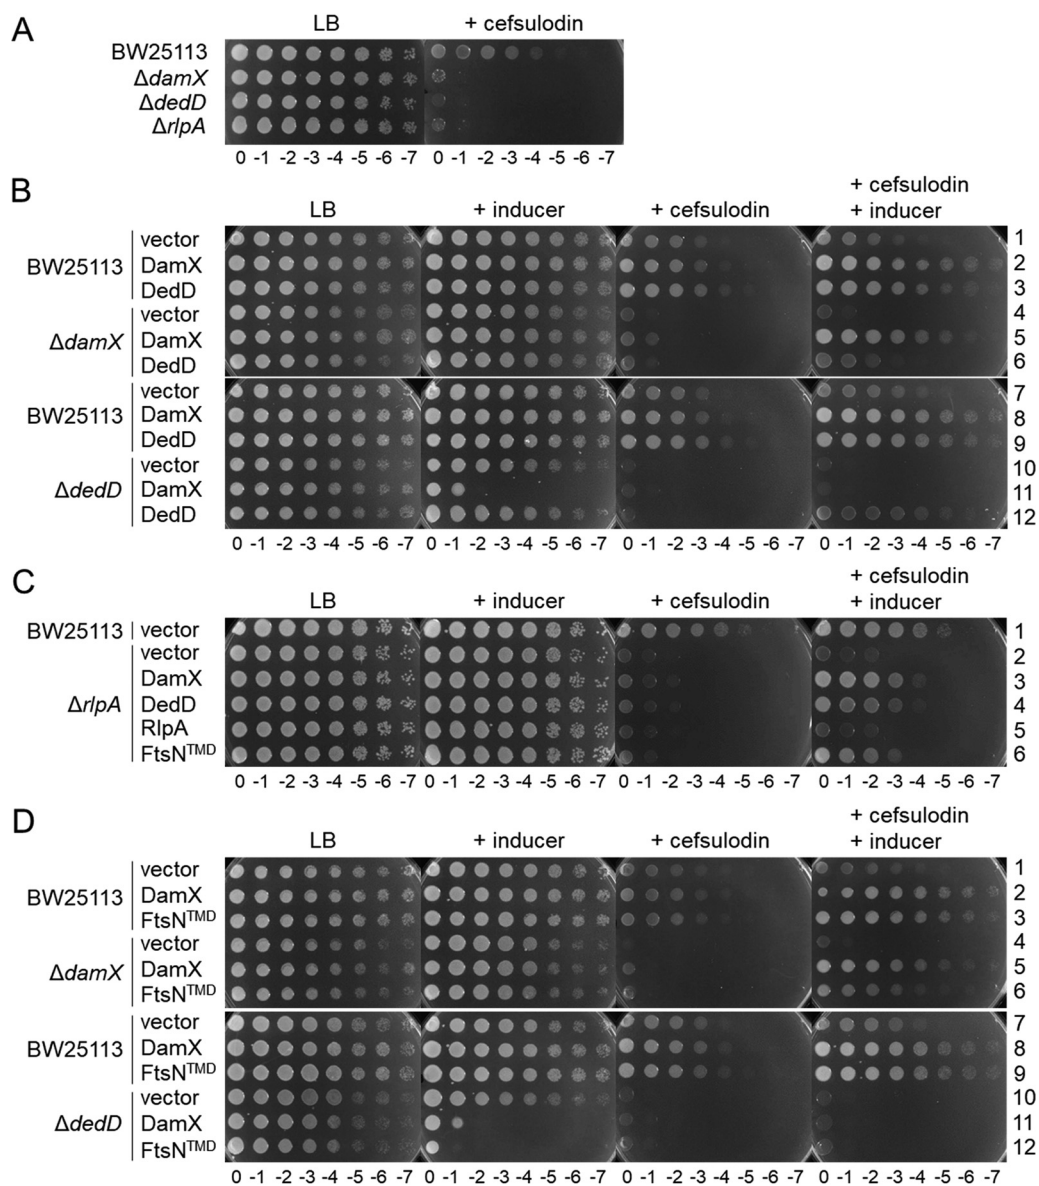 A
LB + cefsulodin
BW25113
ΔdamX
ΔdedD
ΔrlpA
0 -1 -2 -3 -4 -5 -6 -7 0 -1 -2 -3 -4 -5 -6 -7
B
LB + inducer + cefsulodin + cefsulodin
+ inducer
BW25113 vector 1
DamX 2
DedD 3
ΔdamX vector 4
DamX 5
DedD 6
BW25113 vector 7
DamX 8
DedD 9
ΔdedD vector 10
DamX 11
DedD 12
0 -1 -2 -3 -4 -5 -6 -7 0 -1 -2 -3 -4 -5 -6 -7 0 -1 -2 -3 -4 -5 -6 -7 0 -1 -2 -3 -4 -5 -6 -7
C
LB + inducer + cefsulodin + cefsulodin
+ inducer
BW25113 vector 1
ΔrlpA vector 2
DamX 3
DedD 4
RlpA 5
FtsNTMD 6
0 -1 -2 -3 -4 -5 -6 -7 0 -1 -2 -3 -4 -5 -6 -7 0 -1 -2 -3 -4 -5 -6 -7 0 -1 -2 -3 -4 -5 -6 -7
D
LB + inducer + cefsulodin + cefsulodin
+ inducer
BW25113 vector 1
DamX 2
FtsNTMD 3
ΔdamX vector 4
DamX 5
FtsNTMD 6
BW25113 vector 7
DamX 8
FtsNTMD 9
ΔdedD vector 10
DamX 11
FtsNTMD 12
0 -1 -2 -3 -4 -5 -6 -7 0 -1 -2 -3 -4 -5 -6 -7 0 -1 -2 -3 -4 -5 -6 -7 0 -1 -2 -3 -4 -5 -6 -7